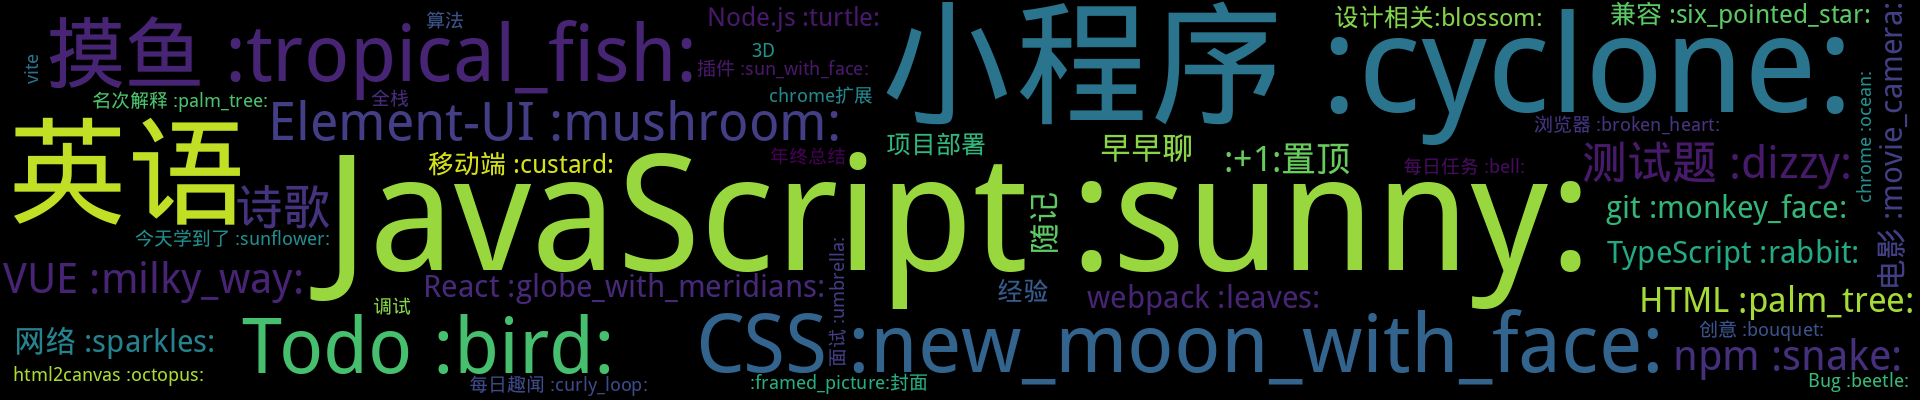 摸鱼 :tropical_fish:
算法
Node.js :turtle:
小程序 :cyclone:
设计相关:blossom:
兼容 :six_pointed_star:
vite
3D
插件 :sun_with_face:
名次解释 :palm_tree:
全栈
chrome扩展
Element-UI :mushroom:
浏览器 :broken_heart:
chrome :ocean:
电影 :movie_camera:
英语
移动端 :custard:
年终总结
项目部署
早早聊
:+1:置顶
每日任务 :bell:
测试题 :dizzy:
诗歌
JavaScript :sunny:
随记
git :monkey_face:
今天学到了 :sunflower:
TypeScript :rabbit:
VUE :milky_way:
React :globe_with_meridians:
面试 :umbrella:
经验
webpack :leaves:
HTML :palm_tree:
调试
网络 :sparkles:
Todo :bird:
CSS :new_moon_with_face:
创意 :bouquet:
npm :snake:
html2canvas :octopus:
每日趣闻 :curly_loop:
:framed_picture:封面
Bug :beetle: